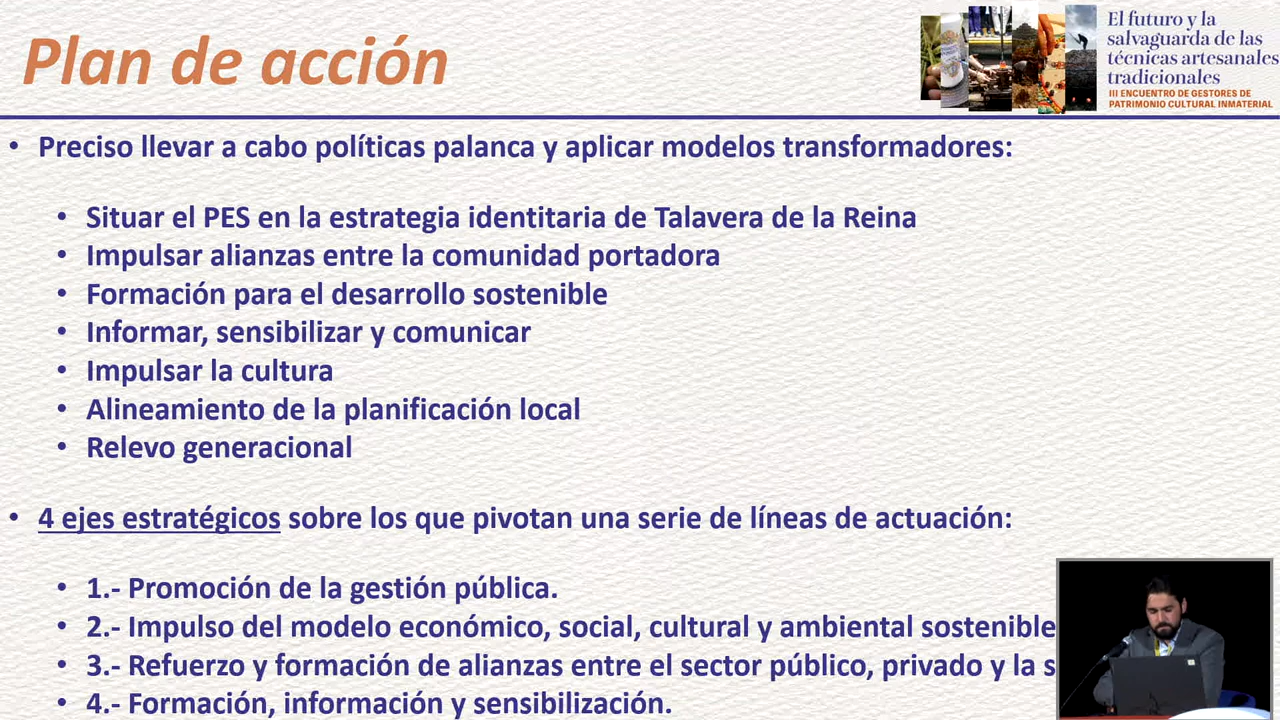 Plan de acción
El futuro y la
salvaguarda de las
técnicas artesanales
tradicionales
III ENCUENTRO DE GESTORES DE
PATRIMONIO CULTURAL INMATERIAL
• Preciso llevar a cabo políticas palanca y aplicar modelos transformadores:
• Situar el PES en la estrategia identitaria de Talavera de la Reina
• Impulsar alianzas entre la comunidad portadora
• Formación para el desarrollo sostenible
• Informar, sensibilizar y comunicar
• Impulsar la cultura
• Alineamiento de la planificación local
• Relevo generacional
• 4 ejes estratégicos sobre los que pivotan una serie de líneas de actuación:
• 1.- Promoción de la gestión pública.
• 2.- Impulso del modelo económico, social, cultural y ambiental sostenible
• 3.- Refuerzo y formación de alianzas entre el sector público, privado y la s
• 4.- Formación, información y sensibilización.